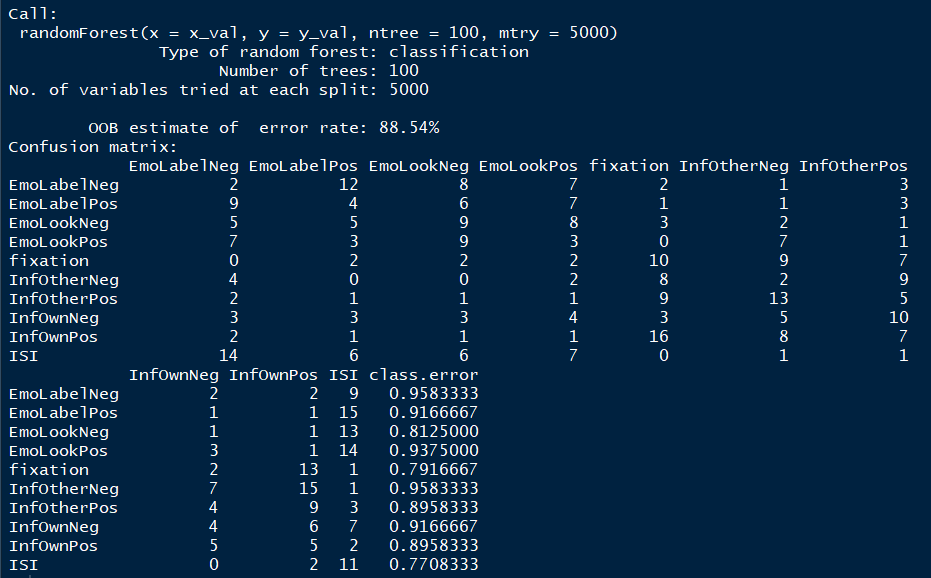 Call:
randomForest(x = x_val, y = y_val, ntree = 100, mtry = 5000)
Type of random forest: classification
Number of trees: 100
No. of variables tried at each split: 5000
OOB estimate of  error rate: 88.54%
Confusion matrix:
EmoLabelNeg EmoLabelPos EmoLookNeg EmoLookPos fixation InfOtherNeg InfOtherPos
EmoLabelNeg 2 12 8 7 2 1 3
EmoLabelPos 9 4 6 7 1 1 3
EmoLookNeg 5 5 9 8 3 2 1
EmoLookPos 7 3 9 3 0 7 1
fixation 0 2 2 2 10 9 7
InfOtherNeg 4 0 0 2 8 2 9
InfOtherPos 2 1 1 1 9 13 5
InfOwnNeg 3 3 3 4 3 5 10
InfOwnPos 2 1 1 1 16 8 7
ISI 14 6 6 7 0 1 1
InfOwnNeg InfOwnPos ISI class.error
EmoLabelNeg 2 2 9 0.9583333
EmoLabelPos 1 1 15 0.9166667
EmoLookNeg 1 1 13 0.8125000
EmoLookPos 3 1 14 0.9375000
fixation 2 13 1 0.7916667
InfOtherNeg 7 15 1 0.9583333
InfOtherPos 4 9 3 0.8958333
InfOwnNeg 4 6 7 0.9166667
InfOwnPos 5 5 2 0.8958333
ISI 0 2 11 0.7708333